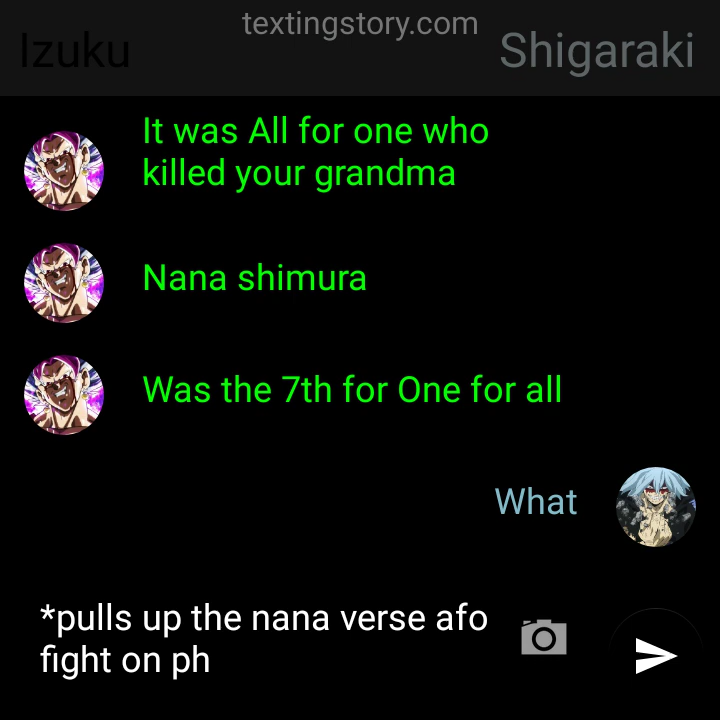 textingstory.com
Izuku
Shigaraki
It was All for one who
killed your grandma
Nana shimura
Was the 7th for One for all
What
*pulls up the nana verse afo
fight on ph